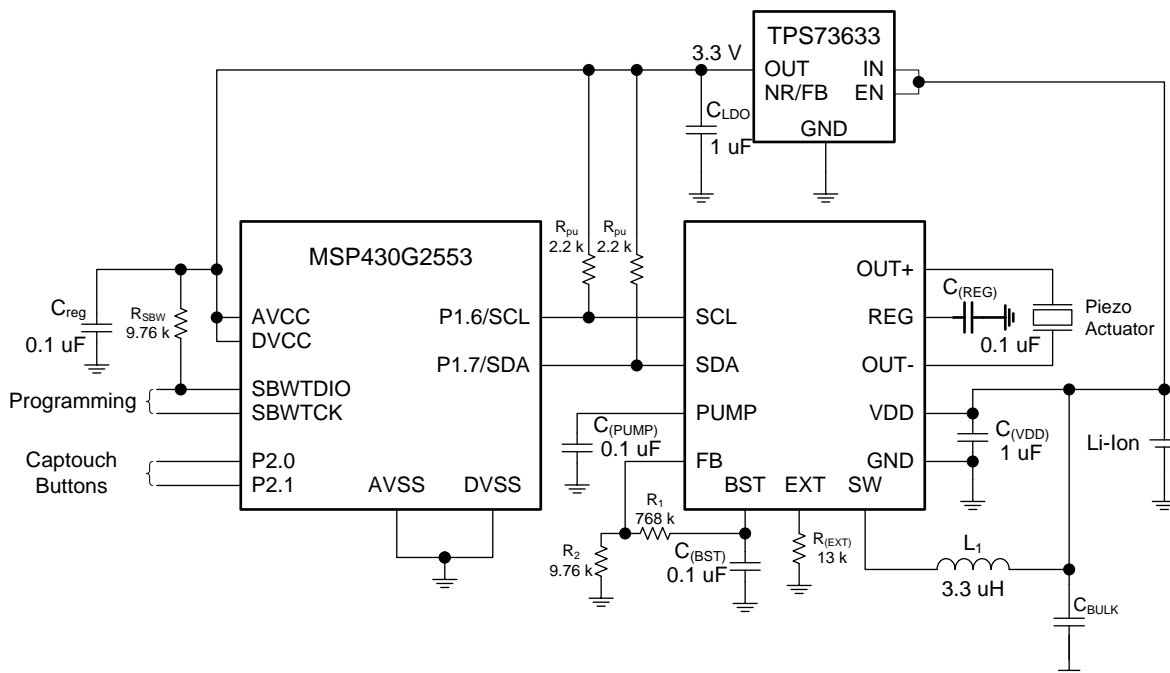 TPS73633
3.3 V
OUT
IN
NR/FB
EN
GND
CLDO
1 uF
MSP430G2553
Rpu
2.2 k
Rpu
2.2 k
Creg
0.1 uF
RSBW
9.76 k
AVCC
DVCC
P1.6/SCL
P1.7/SDA
SBWTDIO
SBWTCK
Programming
Captouch
Buttons
P2.0
P2.1
AVSS
DVSS
SCL
SDA
PUMP
FB
BST
EXT
SW
OUT+
REG
OUT-
VDD
GND
C(REG)
0.1 uF
Piezo
Actuator
C(PUMP)
0.1 uF
C(VDD)
1 uF
Li-Ion
R1
768 k
R2
9.76 k
C(BST)
0.1 uF
R(EXT)
13 k
L1
3.3 uH
CBULK